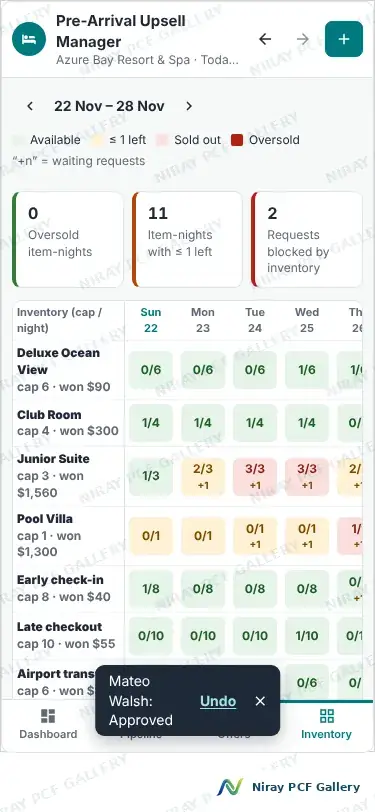 Pre-Arrival Upsell
Manager
Azure Bay Resort & Spa · Toda...
22 Nov – 28 Nov
Available ≤ 1 left Sold out Oversold
"+n" = waiting requests
0
Oversold
item-nights
11
Item-nights
with ≤ 1 left
2
Requests
blocked by
inventory
Inventory (cap /
night)
Sun
22
Mon
23
Tue
24
Wed
25
Deluxe Ocean
View
cap 6 · won $90
0/6 0/6 0/6 1/6
Club Room
cap 4 · won $300
1/4 1/4 1/4 1/4
Junior Suite
cap 3 · won
$1,560
1/3 2/3 +1 3/3 +1 3/3 +1
Pool Villa
cap 1 · won
$1,300
0/1 0/1 0/1 +1 0/1 +1
Early check-in
cap 8 · won $40
1/8 0/8 0/8 0/8
Late checkout
cap 10 · won $55
0/10 0/10 0/10 1/10
Airport
cap 6 · won
0/6
Mateo
Walsh:
Approved
Undo
Dashboard Inventory
Niray PCF Gallery
NIRAY PCF GALLERY